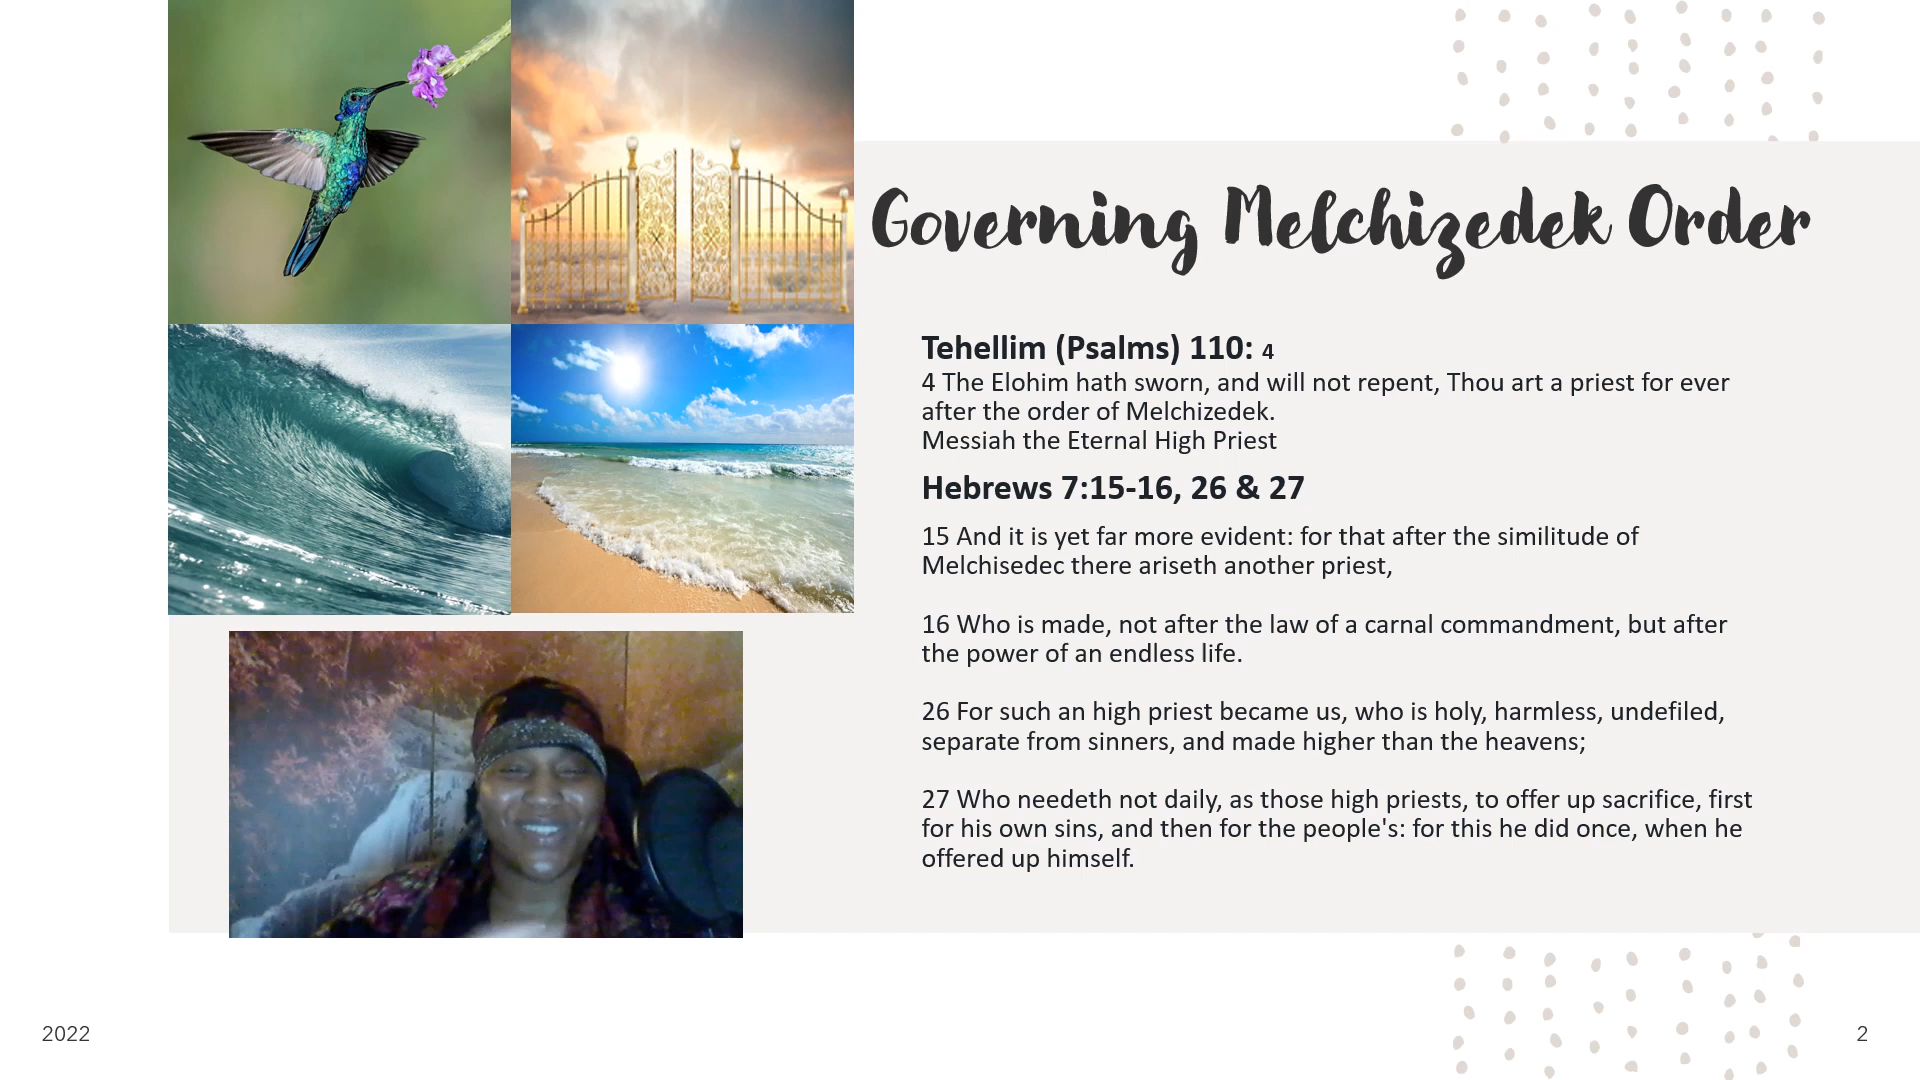 Governing Melchizedek Order
Tehellim (Psalms) 110: 4
4 The Elohim hath sworn, and will not repent, Thou art a priest for ever
after the order of Melchizedek.
Messiah the Eternal High Priest
Hebrews 7:15-16, 26 & 27
15 And it is yet far more evident: for that after the similitude of
Melchisedec there ariseth another priest,
16 Who is made, not after the law of a carnal commandment, but after
the power of an endless life.
26 For such an high priest became us, who is holy, harmless, undefiled,
separate from sinners, and made higher than the heavens;
27 Who needeth not daily, as those high priests, to offer up sacrifice, first
for his own sins, and then for the people's: for this he did once, when he
offered up himself.
2022
2